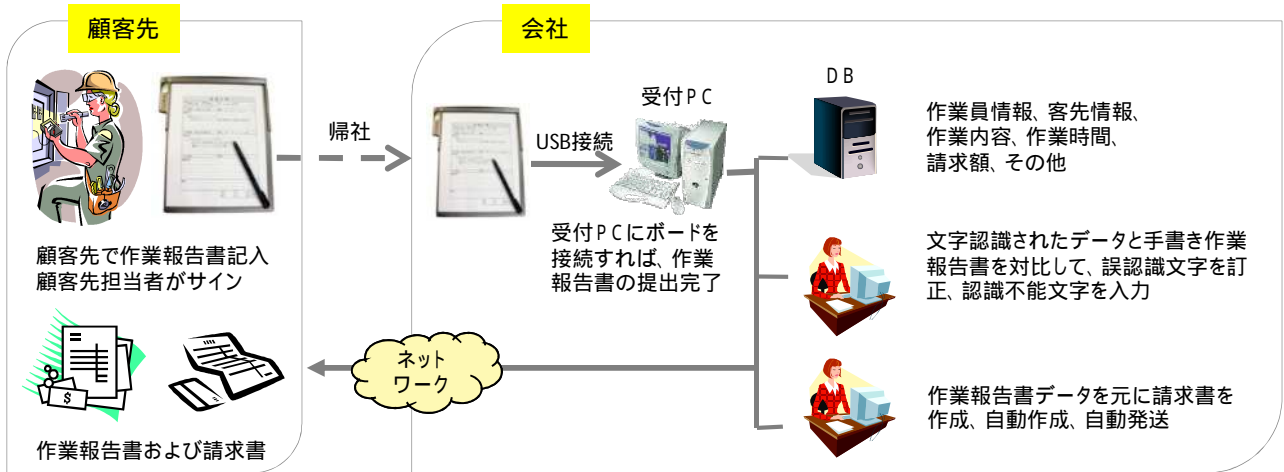 顧客先
会社
帰社
USB接続
受付PC
DB
作業員情報、客先情報、
作業内容、作業時間、
請求額、その他
顧客先で作業報告書記入
顧客先担当者がサイン
受付PCにボードを
接続すれば、作業
報告書の提出完了
文字認識されたデータと手書き作業
報告書を対比して、誤認識文字を訂
正、認識不能文字を入力
ネット
ワーク
$
作業報告書および請求書
作業報告書データを元に請求書を
作成、自動作成、自動発送